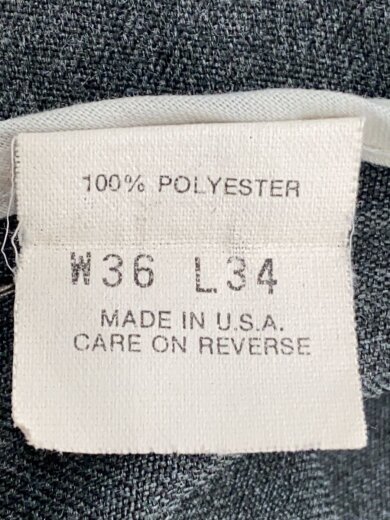 100% POLYESTER
W36 L34
MADE IN U.S.A.
CARE ON REVERSE